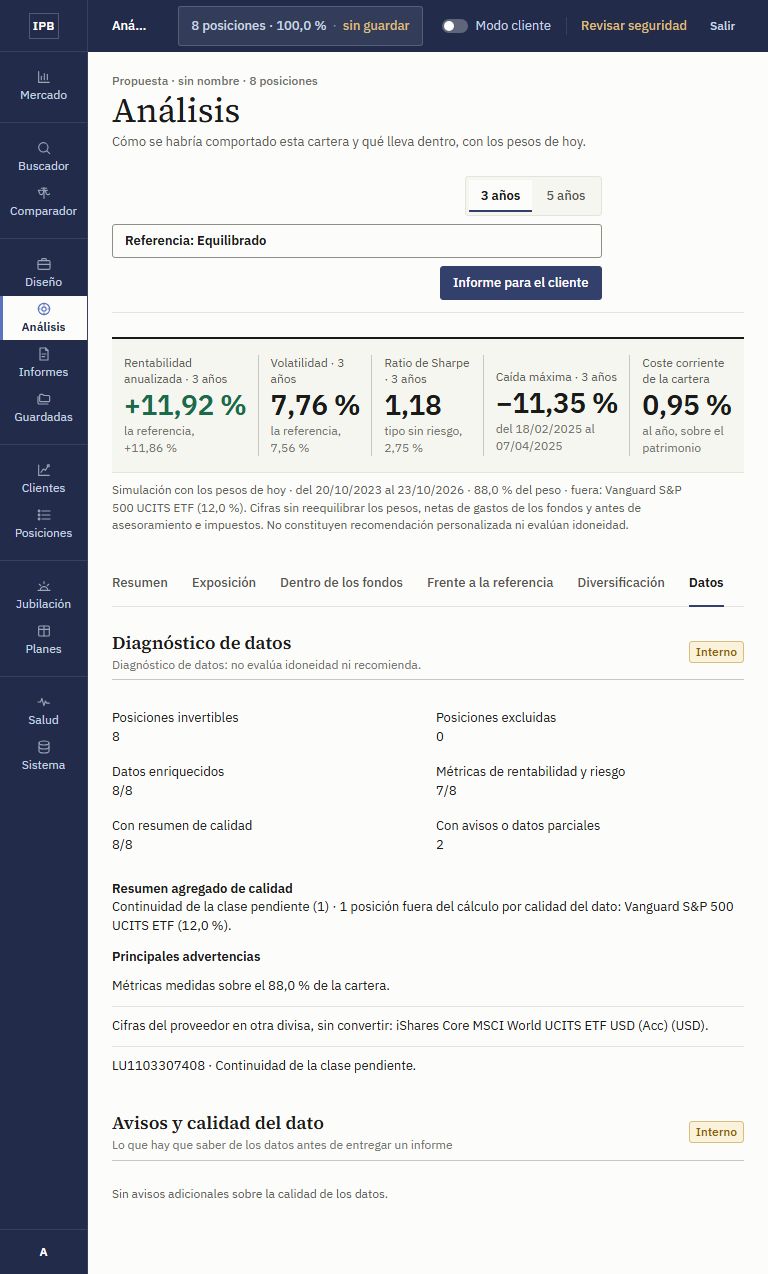 IPB
Aná...
8 posiciones · 100,0 % · sin guardar
Modo cliente
Revisar seguridad
Salir
Mercado
Buscador
Comparador
Diseño
Análisis
Informes
Guardadas
Clientes
Posiciones
Jubilación
Planes
Salud
Sistema
A
Propuesta · sin nombre · 8 posiciones
Análisis
Cómo se habría comportado esta cartera y qué lleva dentro, con los pesos de hoy.
3 años
5 años
Referencia: Equilibrado
Informe para el cliente
Rentabilidad
anualizada · 3 años
+11,92 %
la referencia,
+11,86 %
Volatilidad · 3
años
7,76 %
la referencia,
7,56 %
Ratio de Sharpe
· 3 años
1,18
tipo sin riesgo,
2,75 %
Caída máxima · 3 años
−11,35 %
del 18/02/2025 al
07/04/2025
Coste corriente
de la cartera
0,95 %
al año, sobre el
patrimonio
Simulación con los pesos de hoy · del 20/10/2023 al 23/10/2026 · 88,0 % del peso · fuera: Vanguard S&P
500 UCITS ETF (12,0 %). Cifras sin reequilibrar los pesos, netas de gastos de los fondos y antes de
asesoramiento e impuestos. No constituyen recomendación personalizada ni evalúan idoneidad.
Resumen
Exposición
Dentro de los fondos
Frente a la referencia
Diversificación
Datos
Diagnóstico de datos
Diagnóstico de datos: no evalúa idoneidad ni recomienda.
Interno
Posiciones invertibles
8
Posiciones excluidas
0
Datos enriquecidos
8/8
Métricas de rentabilidad y riesgo
7/8
Con resumen de calidad
8/8
Con avisos o datos parciales
2
Resumen agregado de calidad
Continuidad de la clase pendiente (1) · 1 posición fuera del cálculo por calidad del dato: Vanguard S&P 500
UCITS ETF (12,0 %).
Principales advertencias
Métricas medidas sobre el 88,0 % de la cartera.
Cifras del proveedor en otra divisa, sin convertir: iShares Core MSCI World UCITS ETF USD (Acc) (USD).
LU1103307408 · Continuidad de la clase pendiente.
Avisos y calidad del dato
Lo que hay que saber de los datos antes de entregar un informe
Interno
Sin avisos adicionales sobre la calidad de los datos.